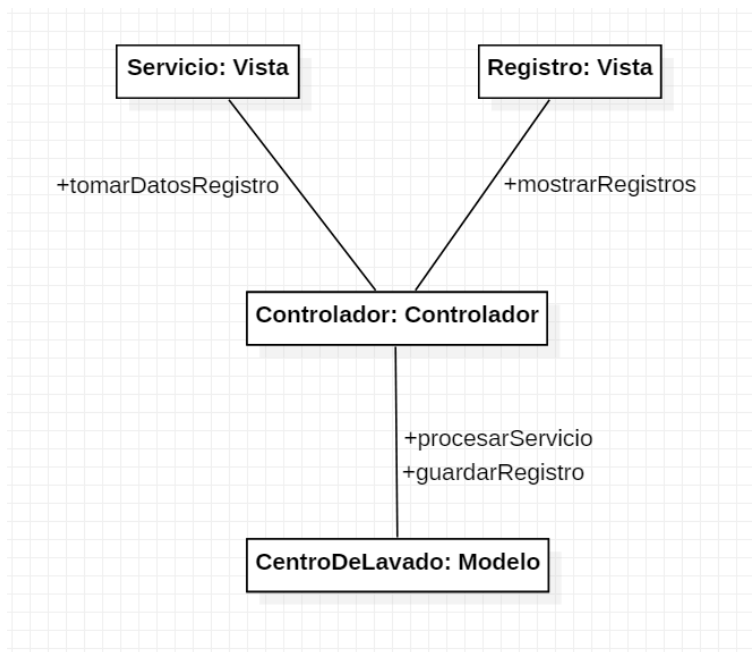 Servicio: Vista
Registro: Vista
+tomarDatosRegistro
+mostrarRegistros
Controlador: Controlador
+procesarServicio
+guardarRegistro
CentroDeLavado: Modelo